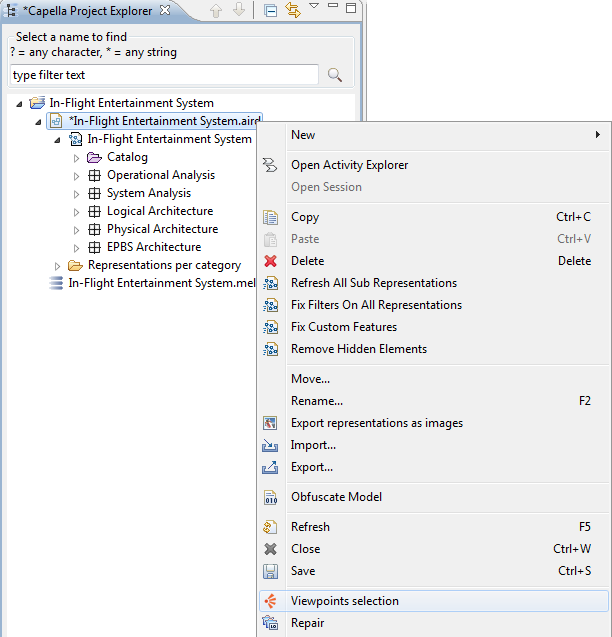 *Capella Project Explorer
Select a name to find
? = any character, * = any string
type filter text
In-Flight Entertainment System
*In-Flight Entertainment System.aird
In-Flight Entertainment System
Catalog
Operational Analysis
System Analysis
Logical Architecture
Physical Architecture
EPBS Architecture
Representations per category
In-Flight Entertainment System.mel
New
Open Activity Explorer
Open Session
Copy Ctrl+C
Paste Ctrl+V
Delete Delete
Refresh All Sub Representations
Fix Filters On All Representations
Fix Custom Features
Remove Hidden Elements
Move...
Rename... F2
Export representations as images
Import...
Export...
Obfuscate Model
Refresh F5
Close Ctrl+W
Save Ctrl+S
Viewpoints selection
Repair